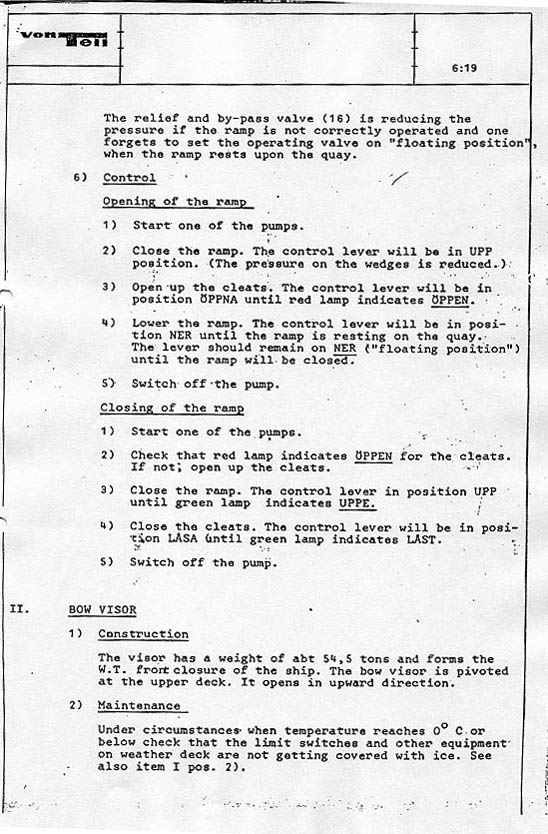 von Tell
6:19
The relief and by-pass valve (16) is reducing the
pressure if the ramp is not correctly operated and one
forgets to set the operating valve on "floating position",
when the ramp rests upon the quay.
6) Control
Opening of the ramp
1) Start one of the pumps.
2) Close the ramp. The control lever will be in UPP
position. (The pressure on the wedges is reduced.)
3) Open up the cleats. The control lever will be in
position ÖPPNA until red lamp indicates ÖPPEN.
4) Lower the ramp. The control lever will be in posi-
tion NER until the ramp is resting on the quay.
The lever should remain on NER ("floating position")
until the ramp will be closed.
5) Switch off the pump.
Closing of the ramp
1) Start one of the pumps.
2) Check that red lamp indicates ÖPPEN for the cleats.
If not; open up the cleats.
3) Close the ramp. The control lever in position UPP
until green lamp indicates UPPE.
4) Close the cleats. The control lever will be in posi-
tion LÅSA until green lamp indicates LÅST.
5) Switch off the pump.
II. BOW VISOR
1) Construction
The visor has a weight of abt 54,5 tons and forms the
W.T. front closure of the ship. The bow visor is pivoted
at the upper deck. It opens in upward direction.
2) Maintenance
Under circumstances when temperature reaches 0° C or
below check that the limit switches and other equipment
on weather deck are not getting covered with ice. See
also item I pos. 2).